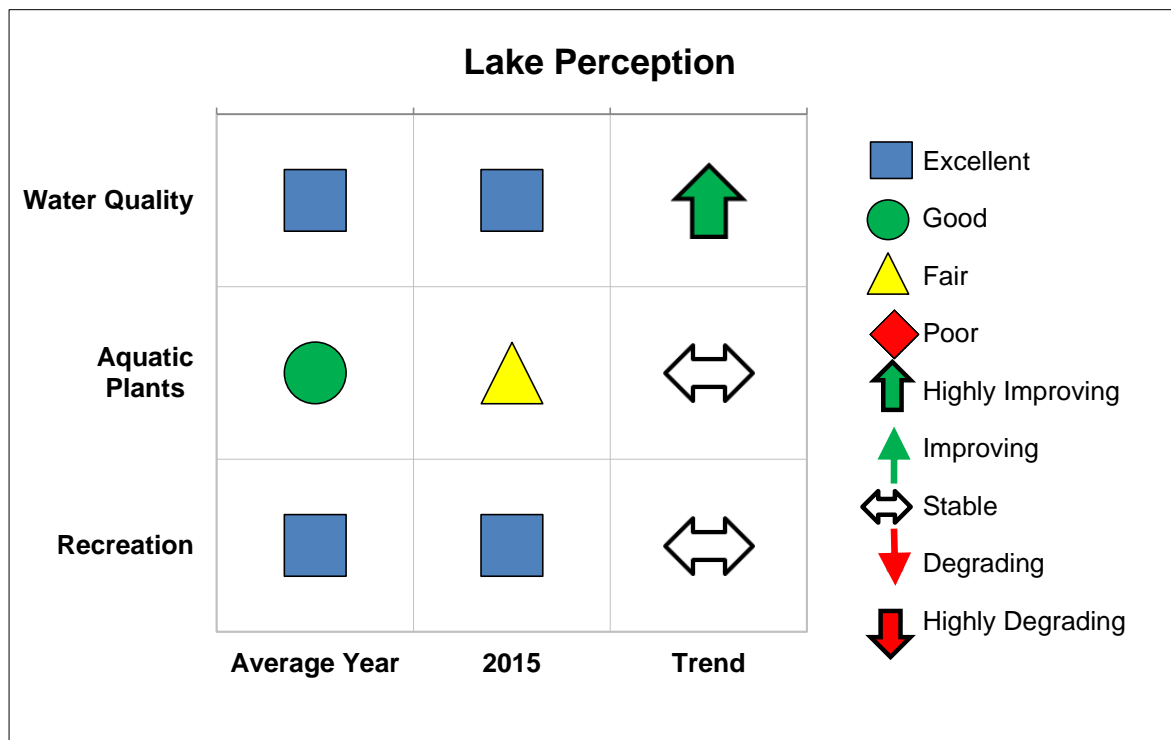 Lake Perception
Water Quality
Aquatic
Plants
Recreation
Average Year
2015
Trend
Excellent
Good
Fair
Poor
Highly Improving
Improving
Stable
Degrading
Highly Degrading